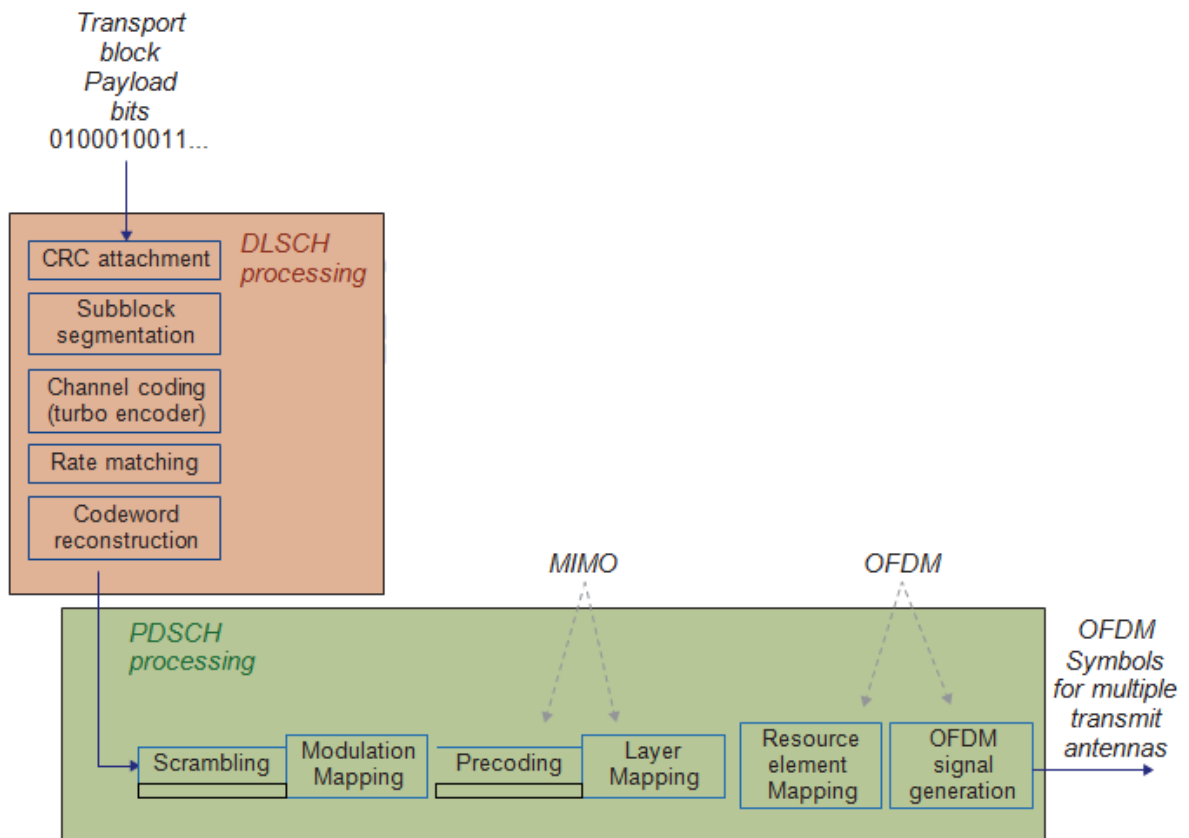 Transport
block
Payload
bits
0100010011...
DLSCH
processing
CRC attachment
Subblock
segmentation
Channel coding
(turbo encoder)
Rate matching
Codeword
reconstruction
MIMO
OFDM
PDSCH
processing
OFDM
Symbols
for multiple
transmit
antennas
Scrambling
Modulation
Mapping
Precoding
Layer
Mapping
Resource
element
Mapping
OFDM
signal
generation